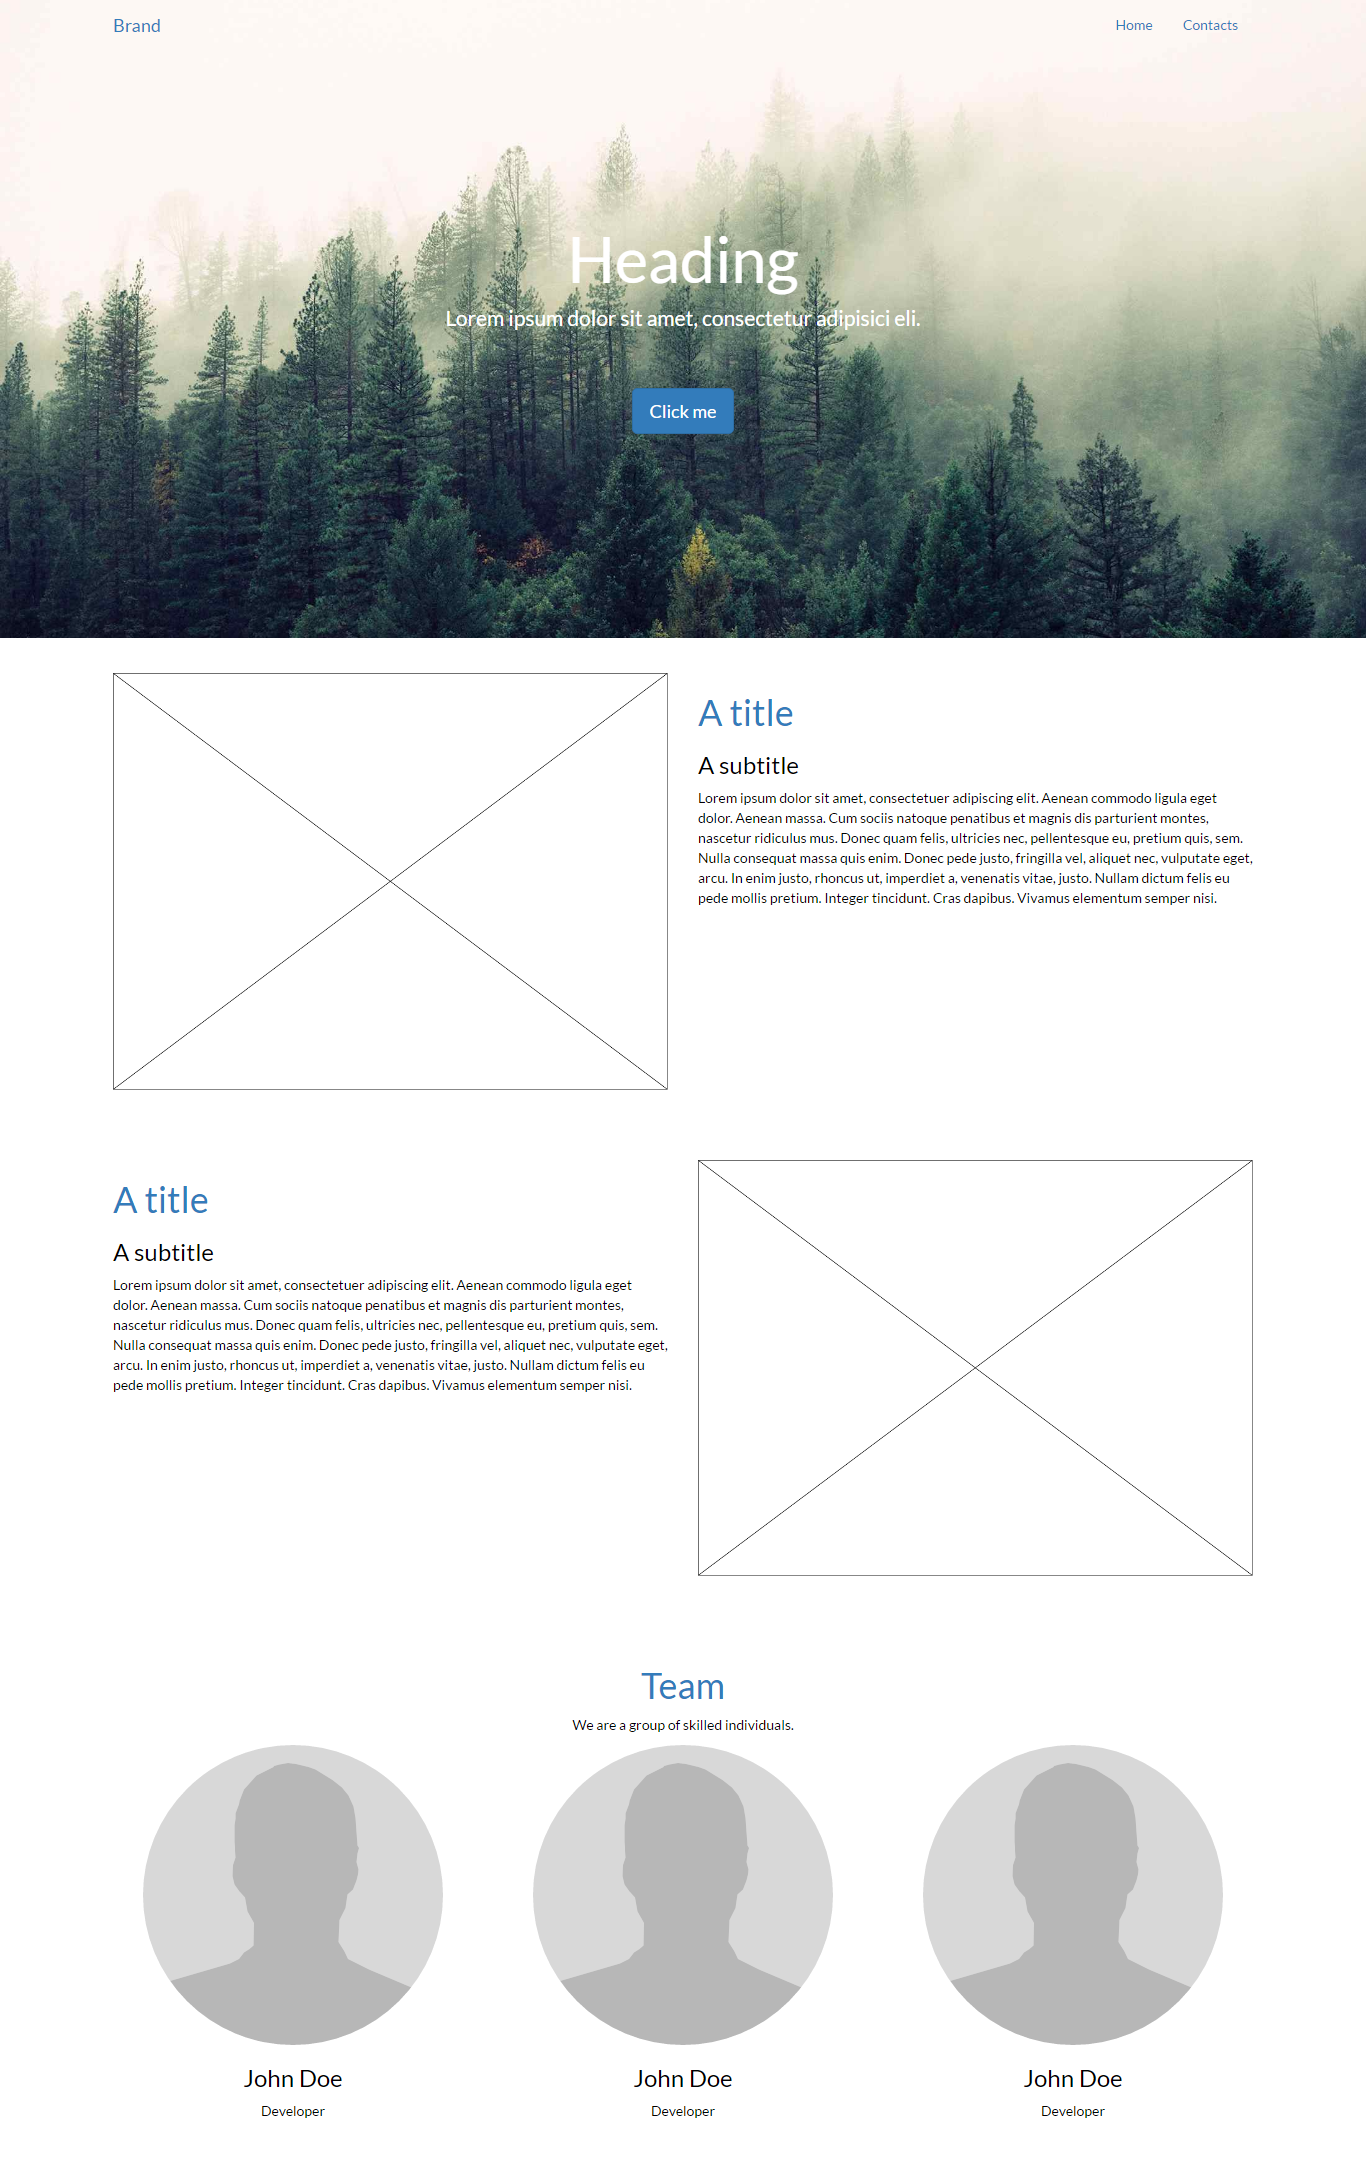 Brand
Home
Contacts
Heading
Lorem ipsum dolor sit amet, consectetur adipisici eli.
Click me
A title
A subtitle
Lorem ipsum dolor sit amet, consectetuer adipiscing elit. Aenean commodo ligula eget
dolor. Aenean massa. Cum sociis natoque penatibus et magnis dis parturient montes,
nascetur ridiculus mus. Donec quam felis, ultricies nec, pellentesque eu, pretium quis, sem.
Nulla consequat massa quis enim. Donec pede justo, fringilla vel, aliquet nec, vulputate eget,
arcu. In enim justo, rhoncus ut, imperdiet a, venenatis vitae, justo. Nullam dictum felis eu
pede mollis pretium. Integer tincidunt. Cras dapibus. Vivamus elementum semper nisi.
A title
A subtitle
Lorem ipsum dolor sit amet, consectetuer adipiscing elit. Aenean commodo ligula eget
dolor. Aenean massa. Cum sociis natoque penatibus et magnis dis parturient montes,
nascetur ridiculus mus. Donec quam felis, ultricies nec, pellentesque eu, pretium quis, sem.
Nulla consequat massa quis enim. Donec pede justo, fringilla vel, aliquet nec, vulputate eget,
arcu. In enim justo, rhoncus ut, imperdiet a, venenatis vitae, justo. Nullam dictum felis eu
pede mollis pretium. Integer tincidunt. Cras dapibus. Vivamus elementum semper nisi.
Team
We are a group of skilled individuals.
John Doe
Developer
John Doe
Developer
John Doe
Developer